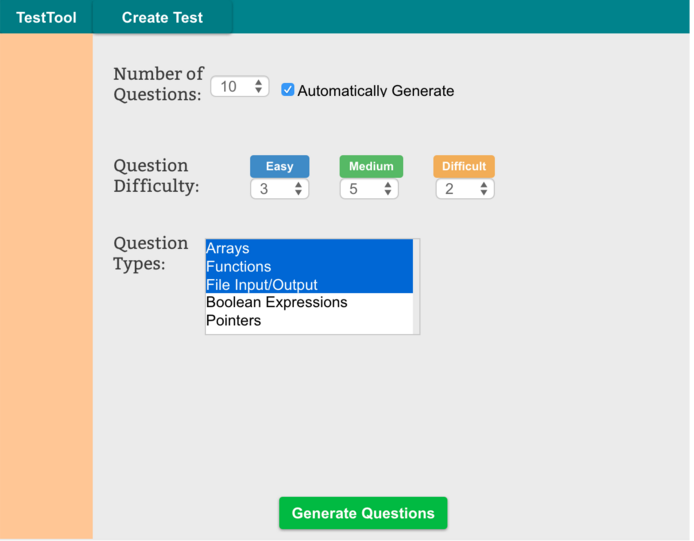 TestTool Create Test
Number of
Questions: 10 Automatically Generate
Question
Difficulty:
Easy Medium Difficult
3 5 2
Question
Types:
Arrays
Functions
File Input/Output
Boolean Expressions
Pointers
Generate Questions